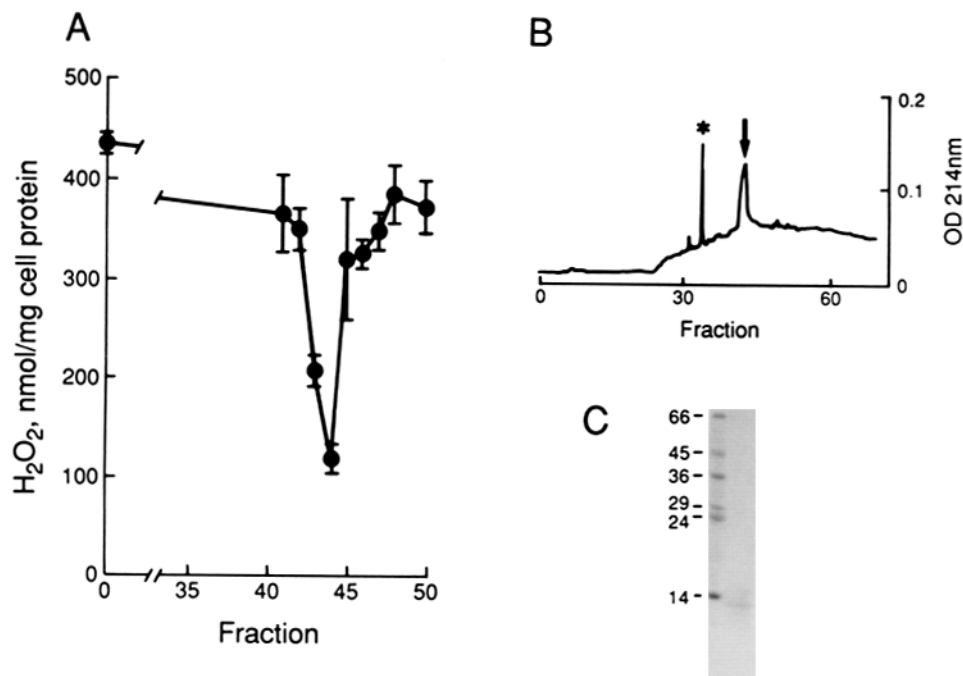 A
500
400
300
200
100
0
H₂O₂, nmol/mg cell protein
0 35 40 45 50
Fraction
B
*
0.2
0.1
0
OD 214nm
0 30 60
Fraction
C
66
45
36
29
24
14